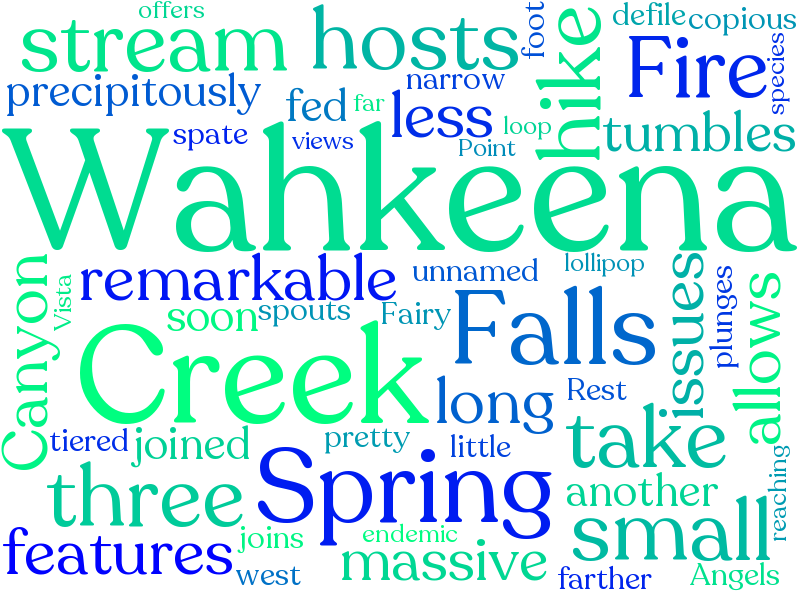 offers
stream
hosts
foot
hike
defile
copious
Fire
species
precipitously
fed
far
narrow
less
loop
spate
views
Point
tumbles
Wahkeena
remarkable
unnamed
lollipop
Canyon
Vista
soon
spouts
Fairy
Falls
issues
plunges
allows
Creek
long
Rest
tiered
joined
pretty
little
take
three
Spring
another
reaching
features
joins
endemic
small
west
massive
farther
Angels